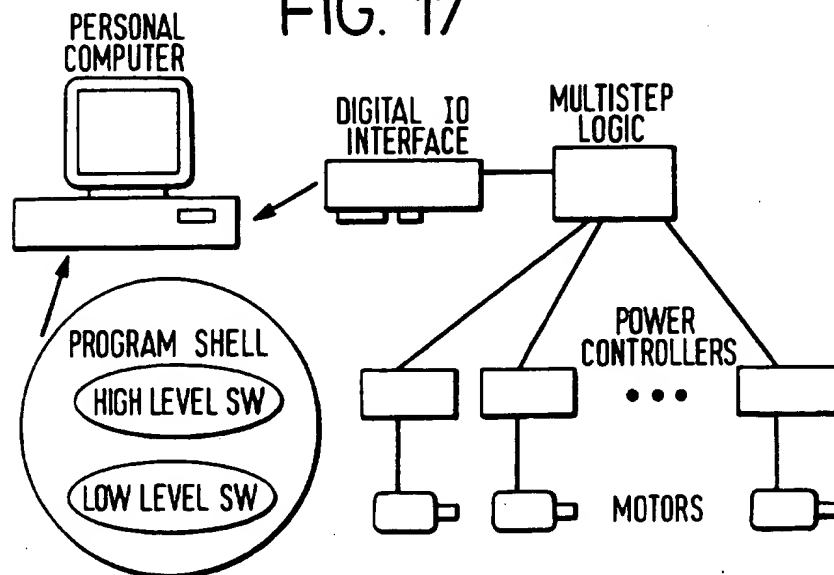 FIG. 17
PERSONAL
COMPUTER
DIGITAL IO
INTERFACE
MULTISTEP
LOGIC
PROGRAM SHELL
HIGH LEVEL SW
LOW LEVEL SW
POWER
CONTROLLERS
MOTORS